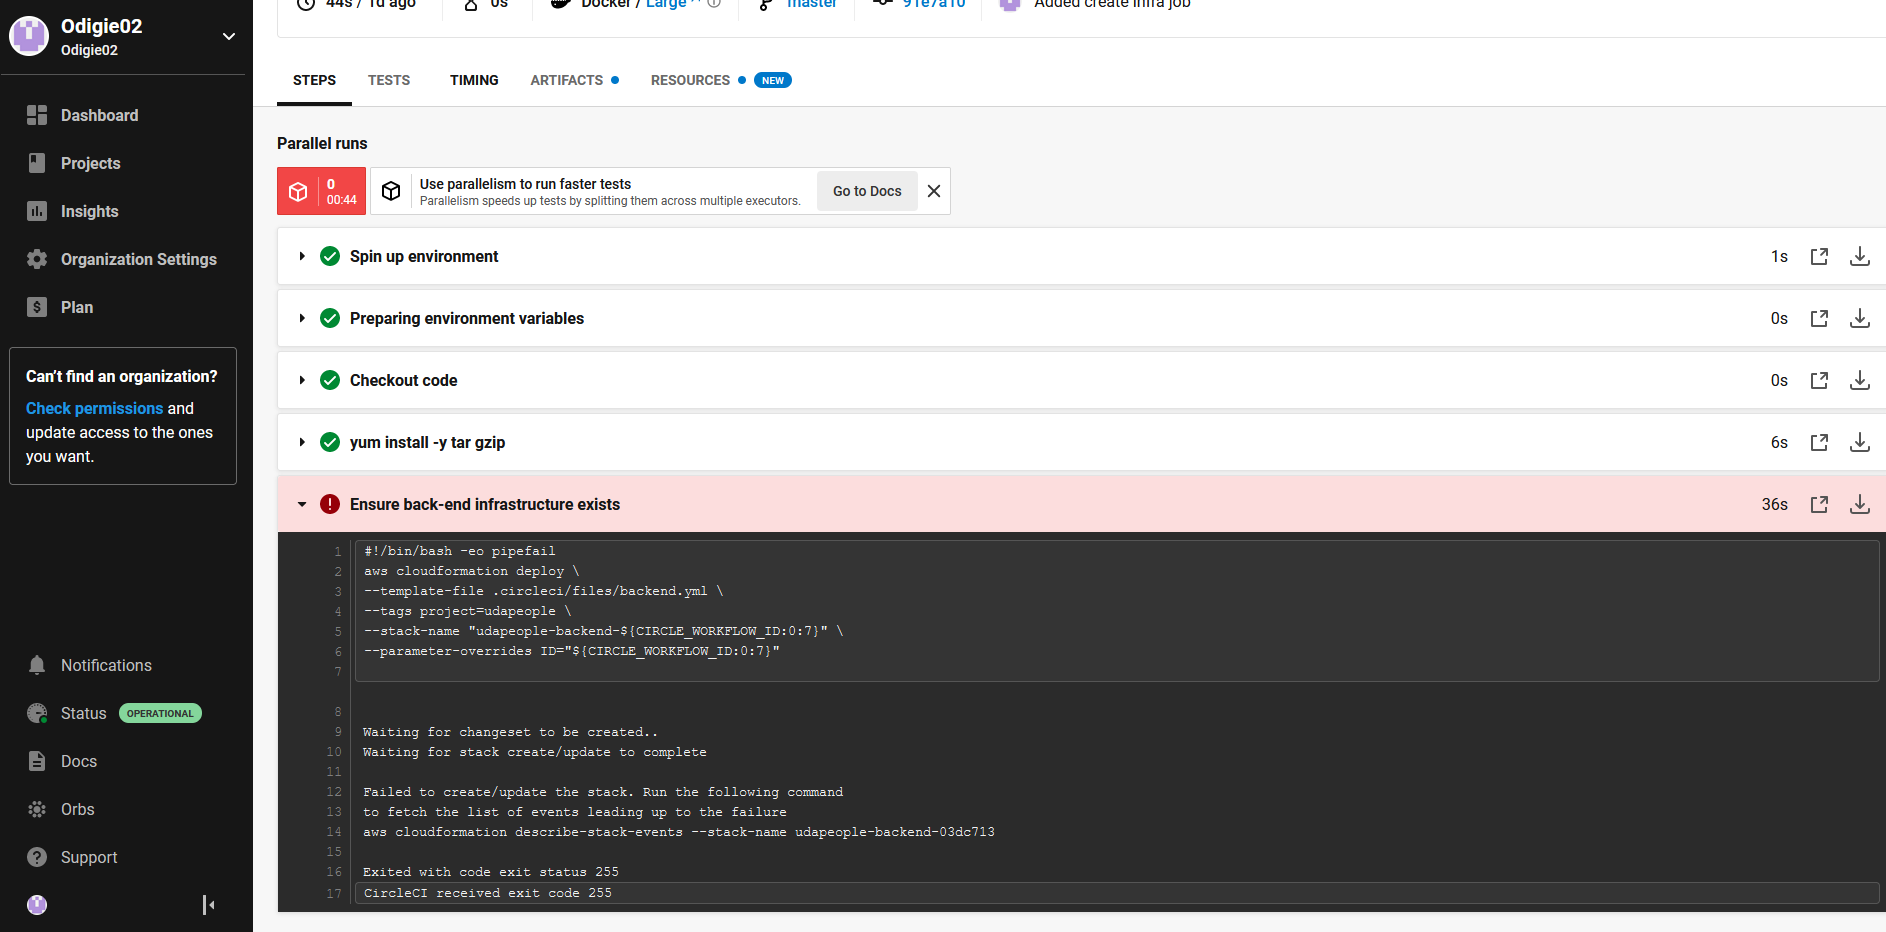 Odigie02
Odigie02
Dashboard
Projects
Insights
Organization Settings
Plan
Can't find an organization?
Check permissions and
update access to the ones
you want.
Notifications
Status OPERATIONAL
Docs
Orbs
Support
44s / 1d ago 0s Docker / Large master 91e7a10 Added create infra job
STEPS TESTS TIMING ARTIFACTS RESOURCES NEW
Parallel runs
0
00:44
Use parallelism to run faster tests
Parallelism speeds up tests by splitting them across multiple executors.
Go to Docs
Spin up environment 1s
Preparing environment variables 0s
Checkout code 0s
yum install -y tar gzip 6s
Ensure back-end infrastructure exists 36s
1 #!/bin/bash -eo pipefail
2 aws cloudformation deploy \
3 --template-file .circleci/files/backend.yml \
4 --tags project=udapeople \
5 --stack-name "udapeople-backend-${CIRCLE_WORKFLOW_ID:0:7}" \
6 --parameter-overrides ID="${CIRCLE_WORKFLOW_ID:0:7}"
7
8
9 Waiting for changeset to be created..
10 Waiting for stack create/update to complete
11
12 Failed to create/update the stack. Run the following command
13 to fetch the list of events leading up to the failure
14 aws cloudformation describe-stack-events --stack-name udapeople-backend-03dc713
15
16 Exited with code exit status 255
17 CircleCI received exit code 255